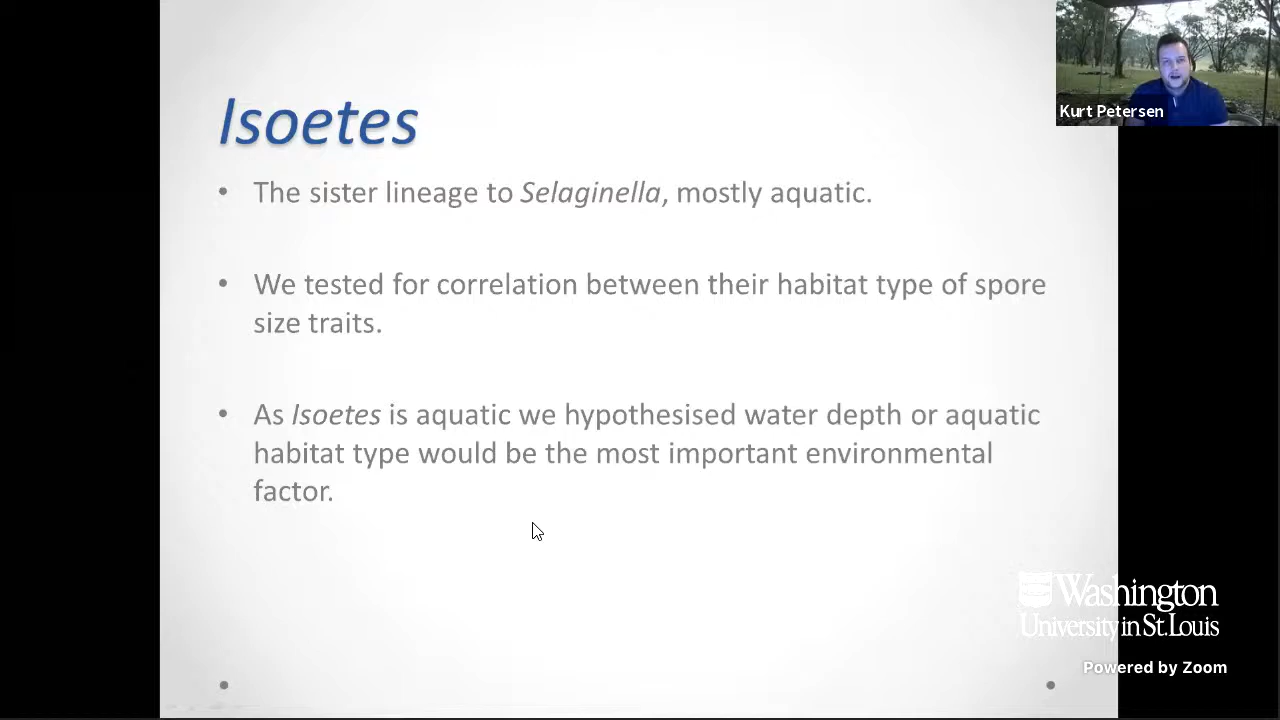 Isoetes
Kurt Petersen
• The sister lineage to Selaginella, mostly aquatic.
• We tested for correlation between their habitat type of spore
size traits.
• As Isoetes is aquatic we hypothesised water depth or aquatic
habitat type would be the most important environmental
factor.
Washington
University in St. Louis
Powered by Zoom